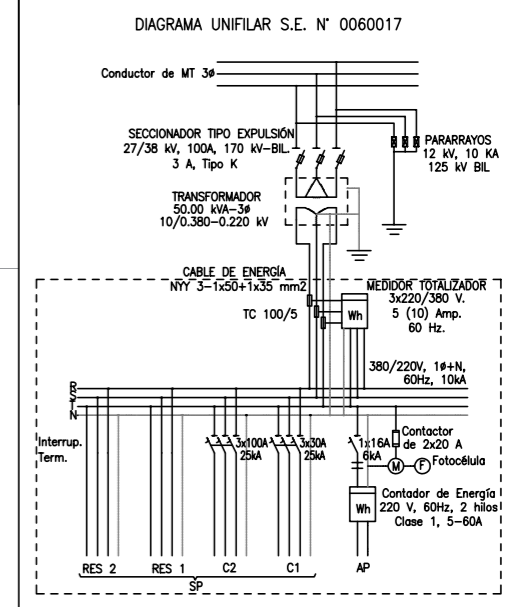 DIAGRAMA UNIFILAR S.E. N° 0060017
Conductor de MT 3ø
SECCIONADOR TIPO EXPULSIÓN
27/38 kV, 100A, 170 kV-BIL.
3 A, Tipo K
PARARRAYOS
12 kV, 10 KA
125 kV BIL
TRANSFORMADOR
50.00 kVA-3ø
10/0.380-0.220 kV
CABLE DE ENERGÍA
NYY 3-1x50+1x35 mm2
MEDIDOR TOTALIZADOR
3x220/380 V.
5 (10) Amp.
60 Hz.
TC 100/5
Wh
380/220V, 1ø+N,
60Hz, 10kA
R
S
T
N
Interrup.
Term.
3x100A
25kA
3x30A
25kA
1x16A
6kA
Contactor
de 2x20 A
M
F
Fotocélula
Wh
Contador de Energía
220 V, 60Hz, 2 hilos
Clase 1, 5-60A
RES 2
RES 1
C2
C1
AP
SP